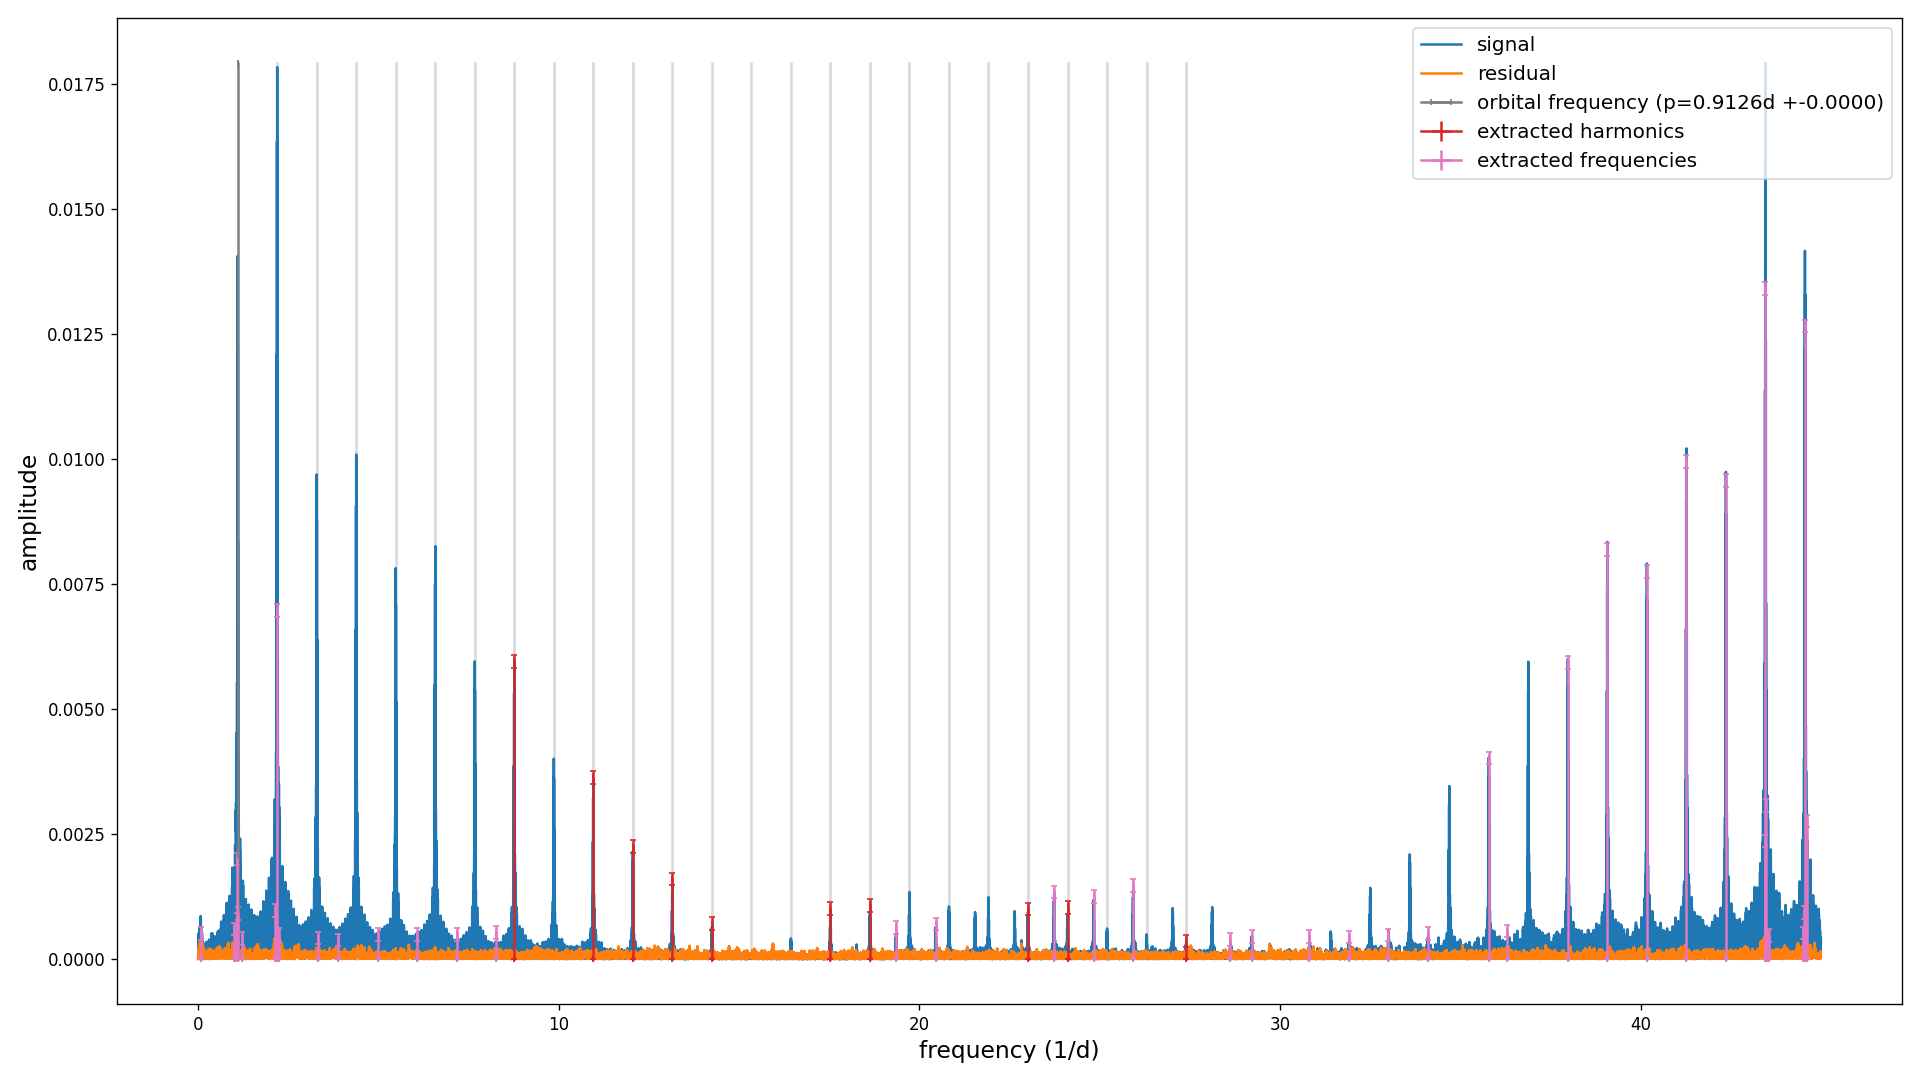 signal
residual
orbital frequency (p=0.9126d +-0.0000)
extracted harmonics
extracted frequencies
0.0175
0.0150
0.0125
0.0100
0.0075
0.0050
0.0025
0.0000
amplitude
0 10 20 30 40
frequency (1/d)